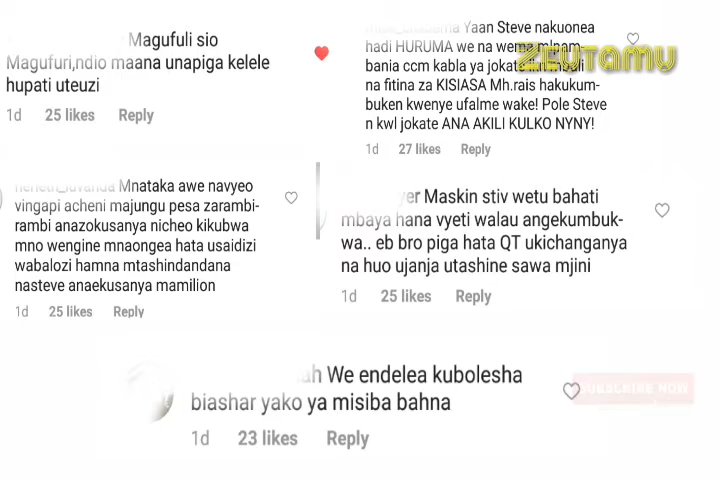 Magufuli sio
Magufuri,ndio maana unapiga kelele
hupati uteuzi
1d 25 likes Reply
Yaan Steve nakuonea
hadi HURUMA we na wema mlnam-
bania ccm kabla ya jokate
na fitina za KISIASA Mh.rais hakukum-
buken kwenye ufalme wake! Pole Steve
n kwl jokate ANA AKILI KULKO NYNY!
1d 27 likes Reply
ZEUTAMU
Mnataka awe navyeo
vingapi acheni majungu pesa zarambi-
rambi anazokusanya nicheo kikubwa
mno wengine mnaongea hata usaidizi
wabalozi hamna mtashindandana
nasteve anaekusanya mamilion
1d 25 likes Reply
yer Maskin stiv wetu bahati
mbaya hana vyeti walau angekumbuk-
wa.. eb bro piga hata QT ukichanganya
na huo ujanja utashine sawa mjini
1d 25 likes Reply
ah We endelea kubolesha
biashar yako ya misiba bahna
1d 23 likes Reply
SUBSCRIBE NOW